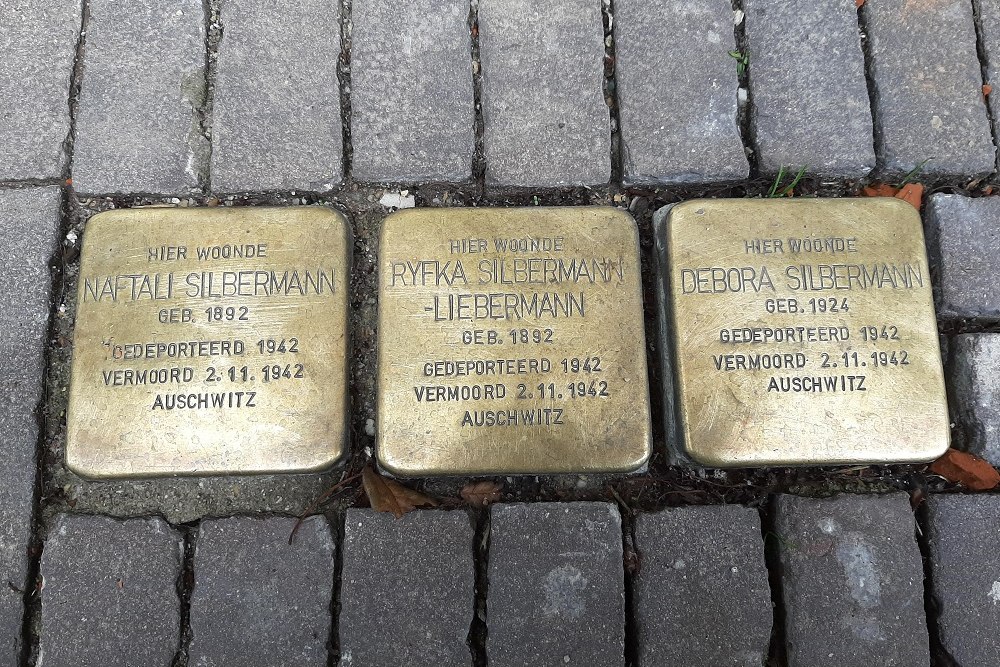 HIER WOONDE
NAFTALI SILBERMANN
GEB. 1892
GEDEPORTEERD 1942
VERMOORD 2.11.1942
AUSCHWITZ
HIER WOONDE
RYFKA SILBERMANN
-LIEBERMANN
GEB. 1892
GEDEPORTEERD 1942
VERMOORD 2.11.1942
AUSCHWITZ
HIER WOONDE
DEBORA SILBERMANN
GEB. 1924
GEDEPORTEERD 1942
VERMOORD 2.11.1942
AUSCHWITZ